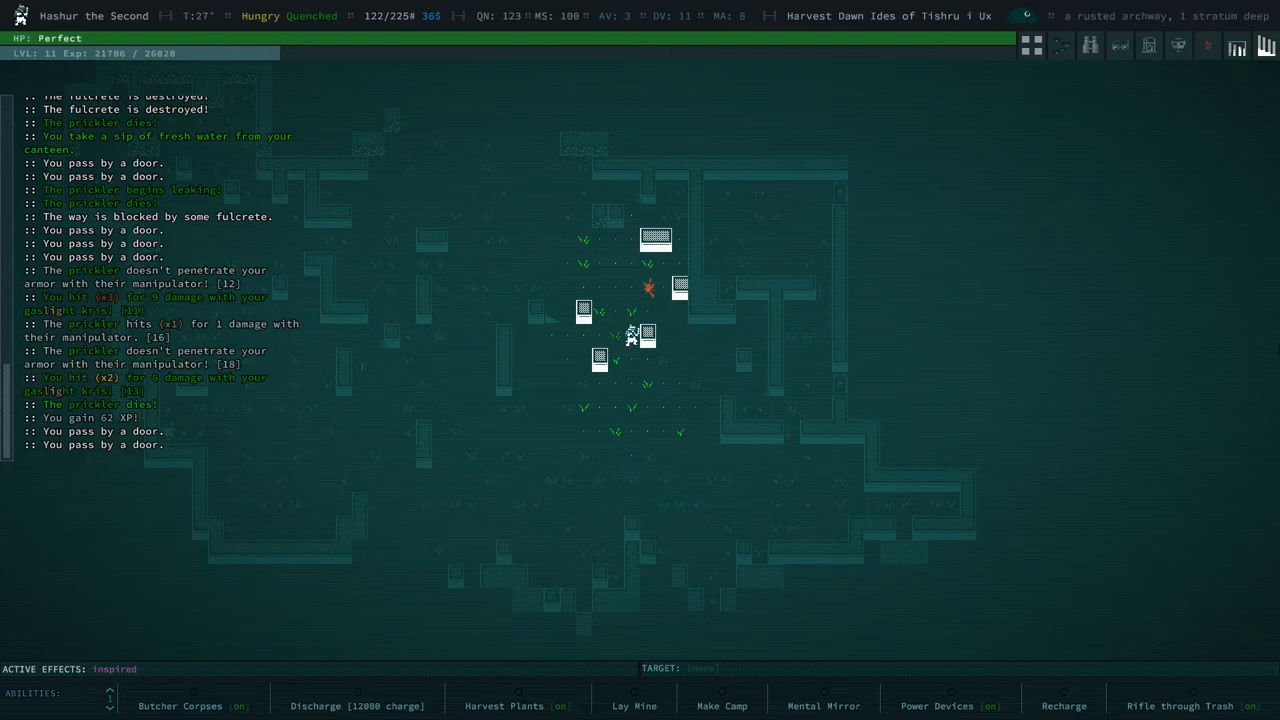 Hashur the Second T:27° :: Hungry Quenched :: 122/225# 36$ QN: 123 :: MS: 100 :: AV: 3 :: DV: 11 :: MA: 8 Harvest Dawn Ides of Tishru i Ux :: a rusted archway, 1 stratum deep
HP: Perfect
LVL: 11 Exp: 21706 / 26020
:: The fulcrete is destroyed!
:: The fulcrete is destroyed!
:: The prickler dies!
:: You take a sip of fresh water from your
canteen.
:: You pass by a door.
:: You pass by a door.
:: The prickler begins leaking!
:: The prickler dies!
:: The way is blocked by some fulcrete.
:: You pass by a door.
:: You pass by a door.
:: You pass by a door.
:: The prickler doesn't penetrate your
armor with their manipulator! [12]
:: You hit (x3) for 9 damage with your
gaslight kris! [11]
:: The prickler hits (x1) for 1 damage with
their manipulator. [16]
:: The prickler doesn't penetrate your
armor with their manipulator! [18]
:: You hit (x2) for 6 damage with your
gaslight kris! [13]
:: The prickler dies!
:: You gain 62 XP!
:: You pass by a door.
:: You pass by a door.
ACTIVE EFFECTS: inspired
TARGET: [none]
ABILITIES: 1 Butcher Corpses [on] Discharge [12000 charge] Harvest Plants [on] Lay Mine Make Camp Mental Mirror Power Devices [on] Recharge Rifle through Trash [on]